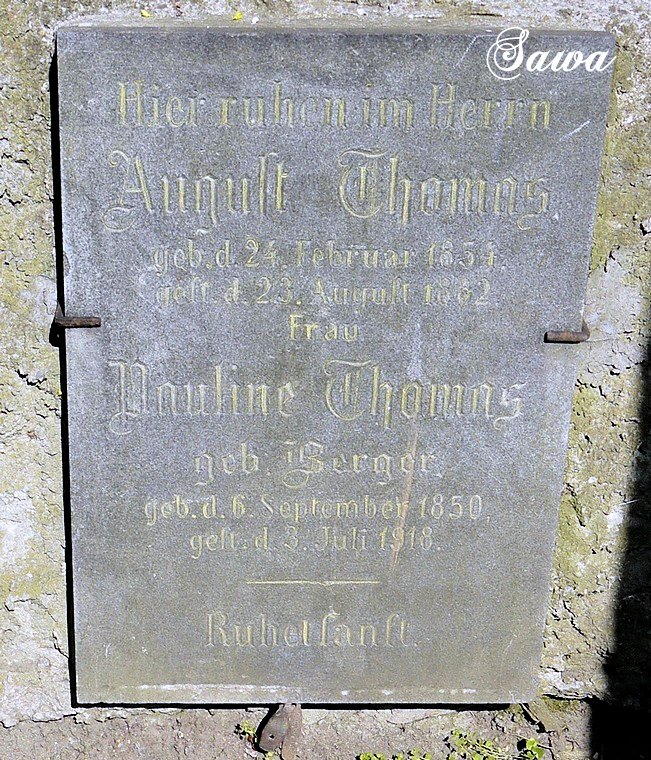 Sawa
Hier ruhen im Herrn
Auguſt Thomas
geb. d. 24. Februar 1854.
geſt. d. 23. Auguſt 1882
Frau
Pauline Thomas
geb. Berger,
geb. d. 6. September 1850,
geſt. d. 3. Juli 1918.
Ruhet ſanft.